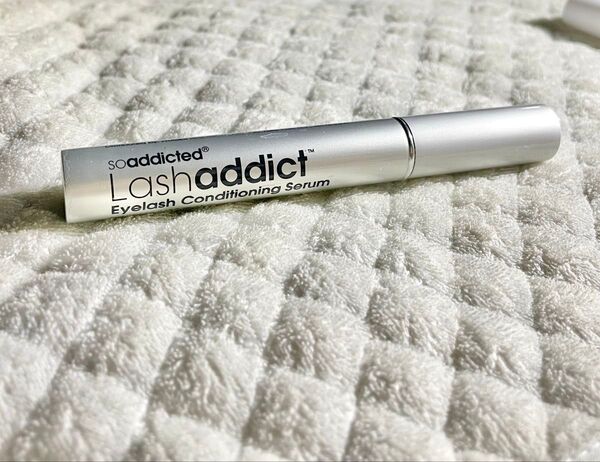 soaddicted®
Lashaddict™
Eyelash Conditioning Serum